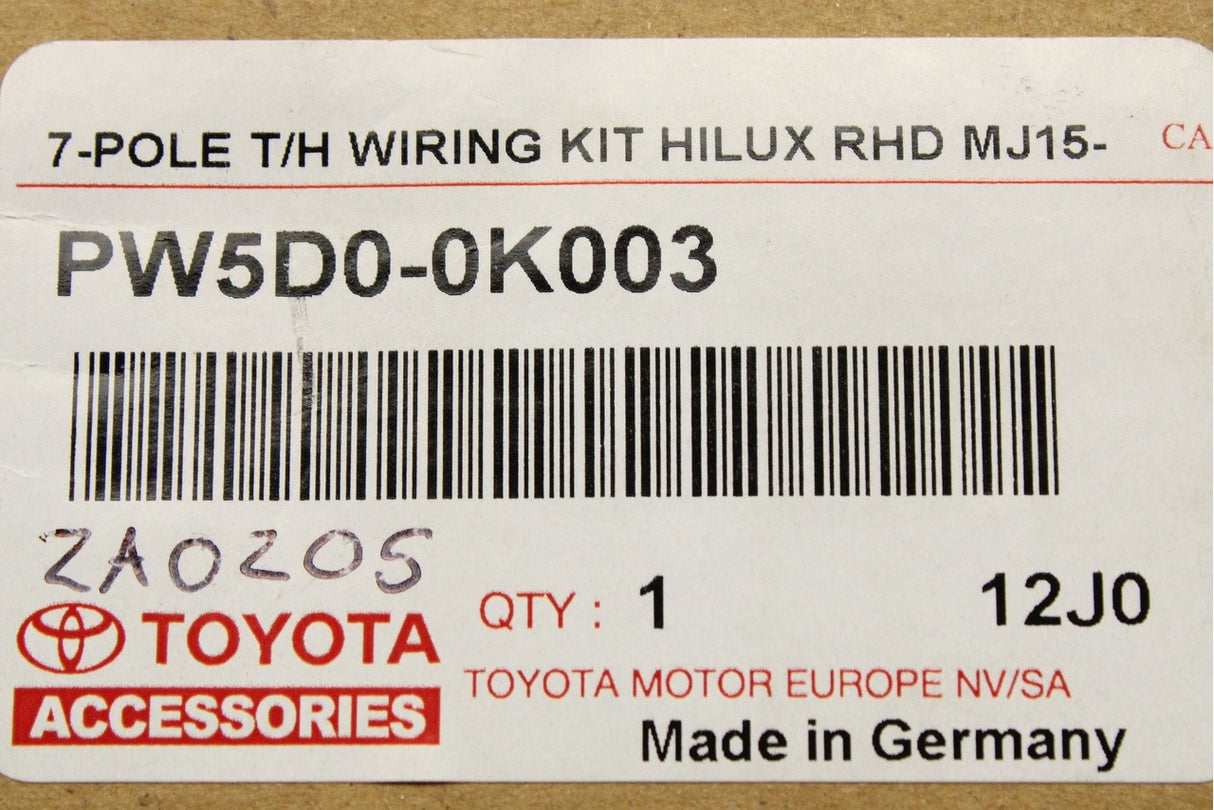 7-POLE T/H WIRING KIT HILUX RHD MJ15- CA
PW5D0-0K003
ZA0205
QTY : 1 12J0
TOYOTA
TOYOTA MOTOR EUROPE NV/SA
ACCESSORIES
Made in Germany